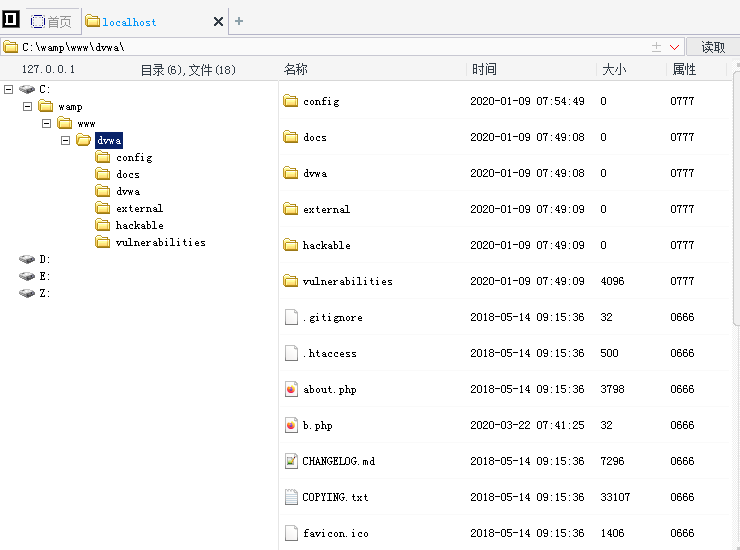 首页 localhost
C:\wamp\www\dvwa\ 读取
127.0.0.1 目录(6),文件(18) 名称 时间 大小 属性
C:
wamp
www
dvwa
config
docs
dvwa
external
hackable
vulnerabilities
D:
E:
Z:
config 2020-01-09 07:54:49 0 0777
docs 2020-01-09 07:49:08 0 0777
dvwa 2020-01-09 07:49:08 0 0777
external 2020-01-09 07:49:09 0 0777
hackable 2020-01-09 07:49:09 0 0777
vulnerabilities 2020-01-09 07:49:09 4096 0777
.gitignore 2018-05-14 09:15:36 32 0666
.htaccess 2018-05-14 09:15:36 500 0666
about.php 2018-05-14 09:15:36 3798 0666
b.php 2020-03-22 07:41:25 32 0666
CHANGELOG.md 2018-05-14 09:15:36 7296 0666
COPYING.txt 2018-05-14 09:15:36 33107 0666
favicon.ico 2018-05-14 09:15:36 1406 0666